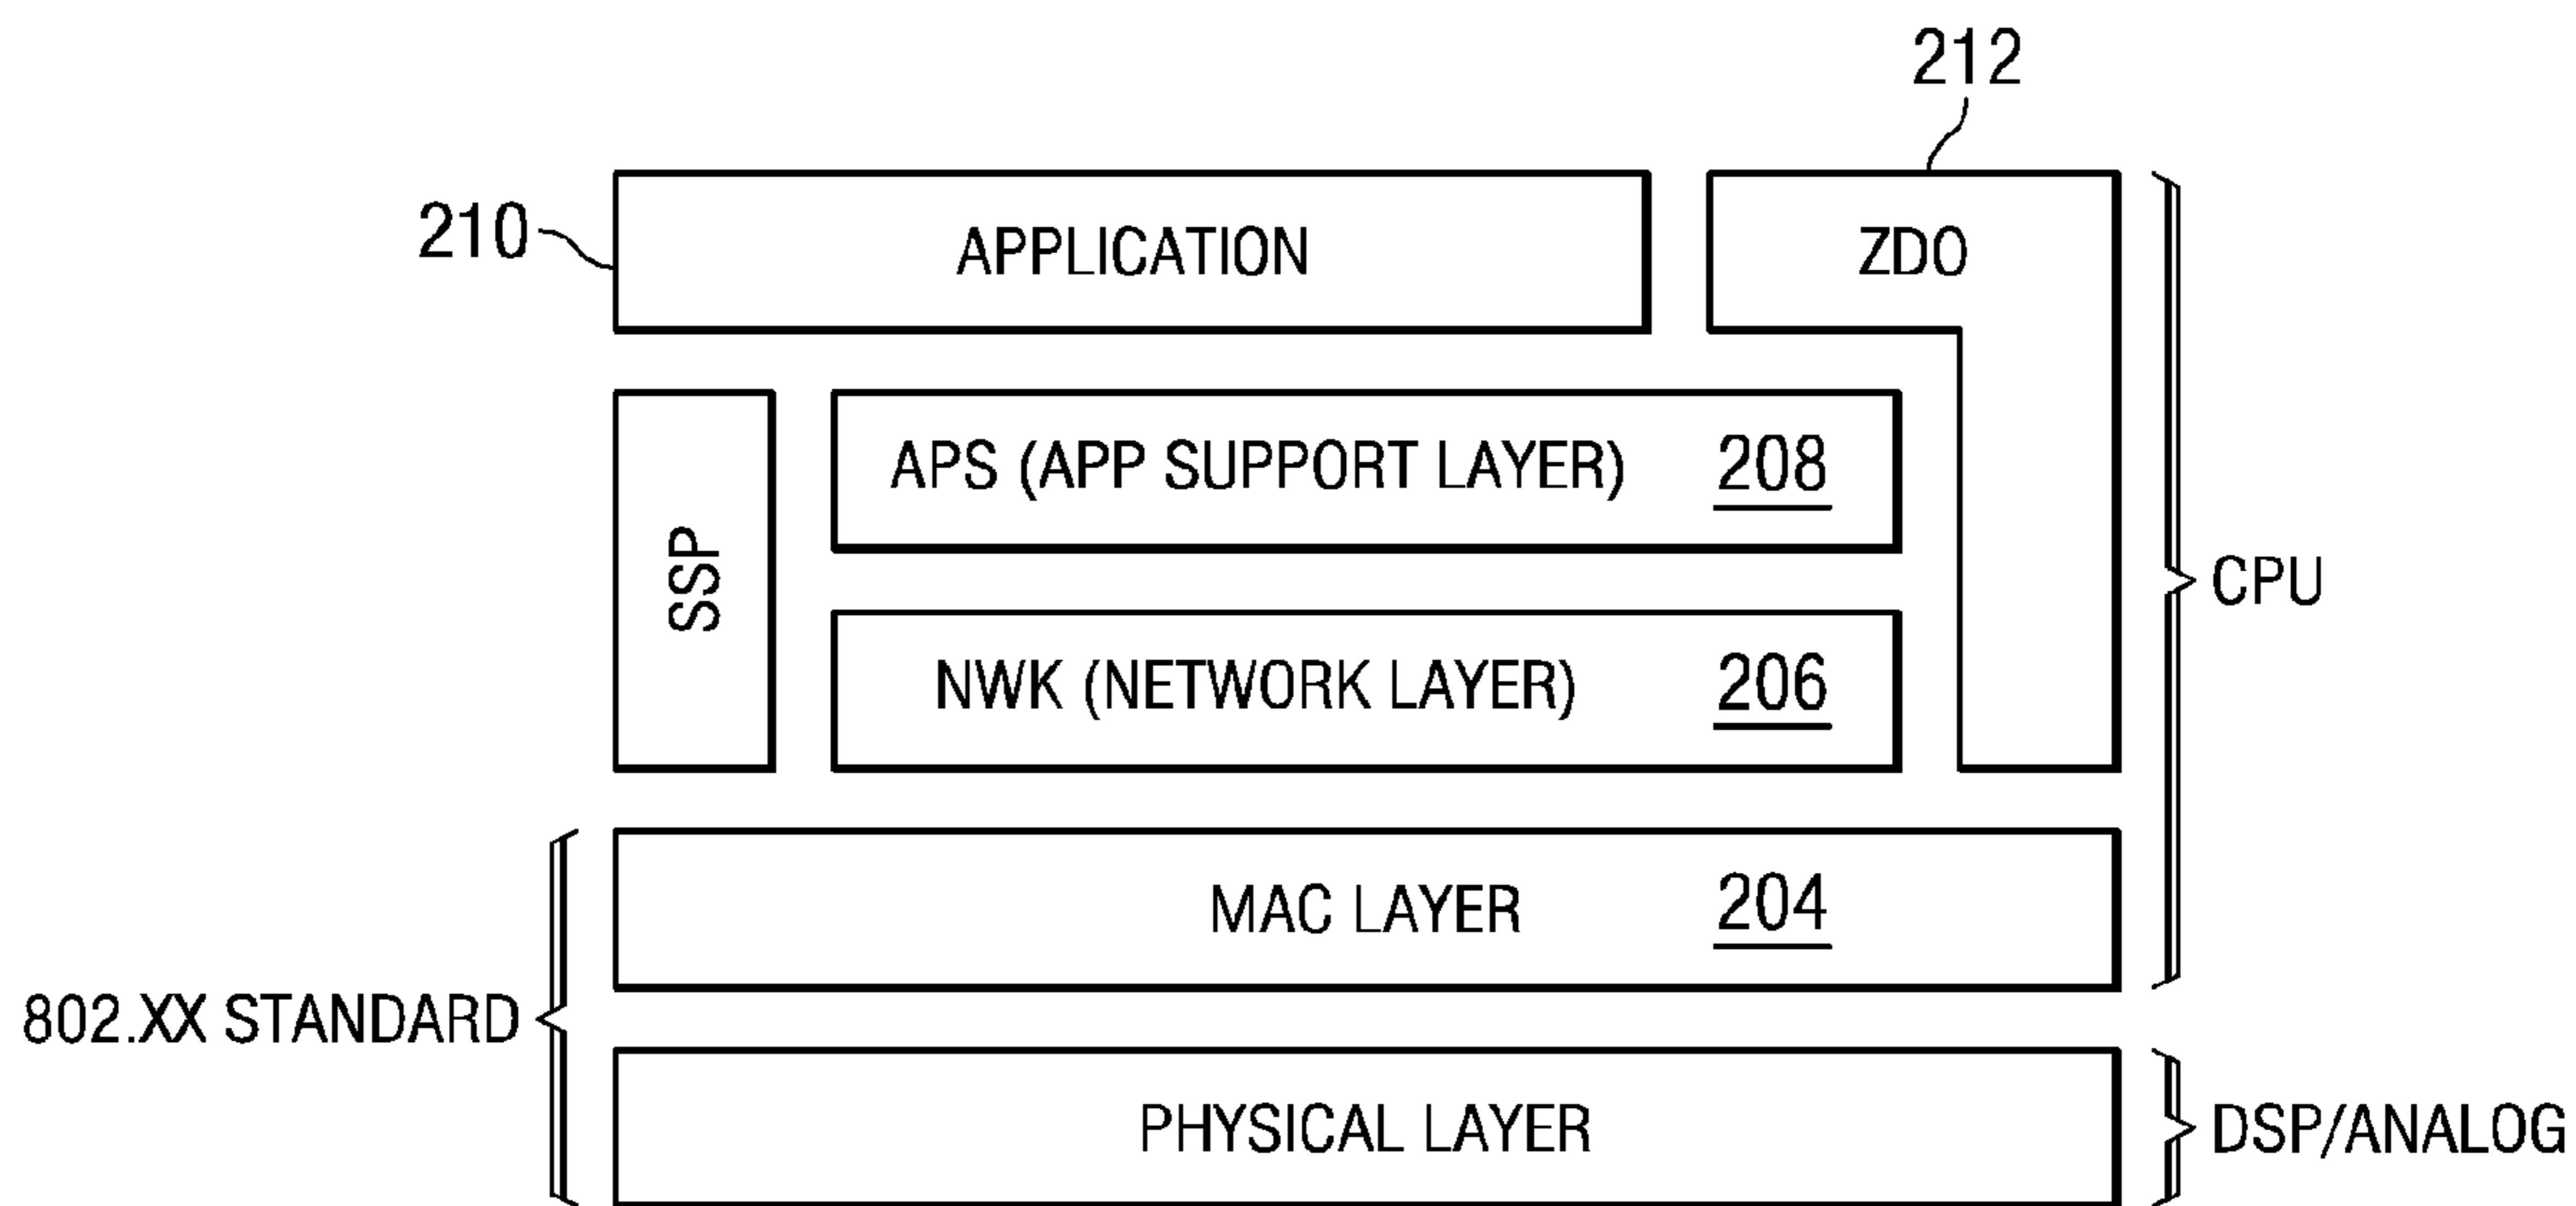 212
210
APPLICATION
ZDO
SSP
APS (APP SUPPORT LAYER) 208
NWK (NETWORK LAYER) 206
CPU
MAC LAYER 204
802.XX STANDARD
PHYSICAL LAYER
DSP/ANALOG